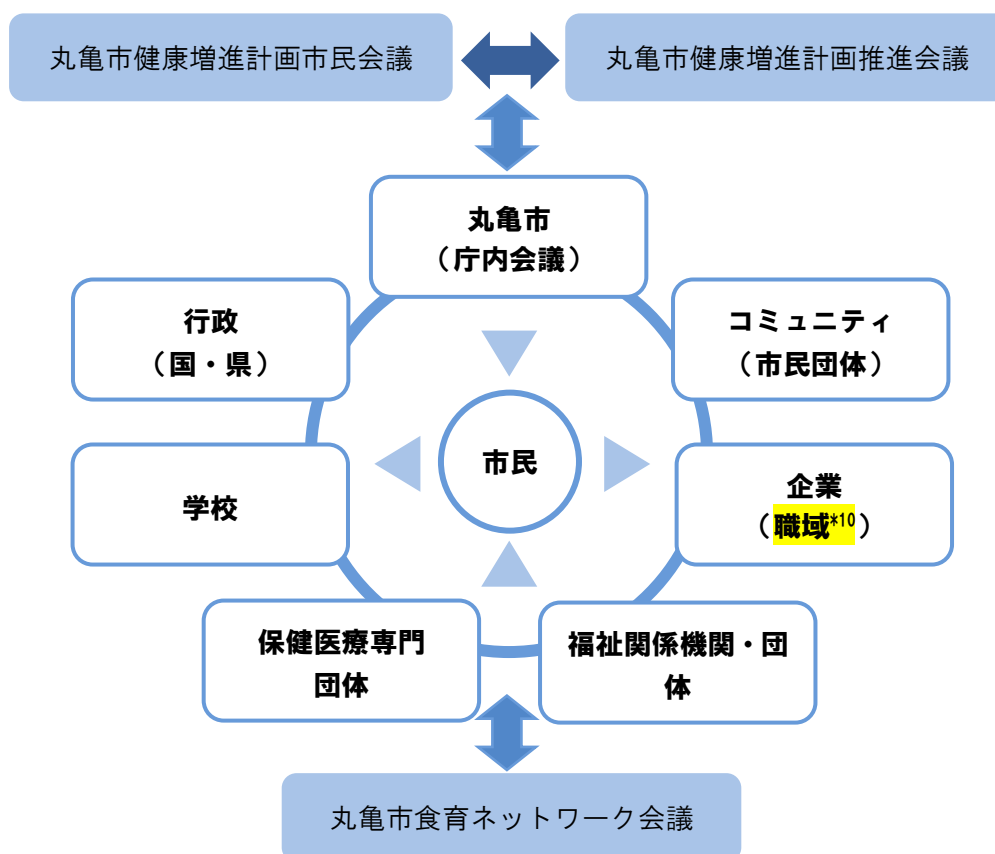 丸亀市健康増進計画市民会議
丸亀市健康増進計画推進会議
丸亀市
（庁内会議）
行政
（国・県）
コミュニティ
（市民団体）
学校
市民
企業
（職域*10）
保健医療専門
団体
福祉関係機関・団
体
丸亀市食育ネットワーク会議